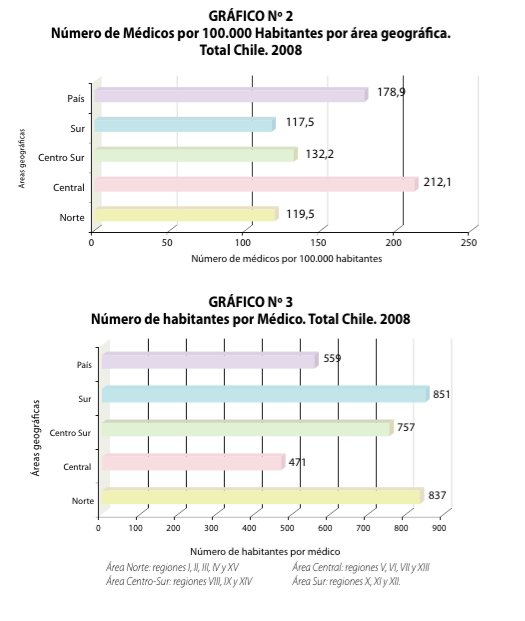 GRÁFICO Nº 2
Número de Médicos por 100.000 Habitantes por área geográfica.
Total Chile. 2008
Áreas geográficas
País
178,9
Sur
117,5
Centro Sur
132,2
Central
212,1
Norte
119,5
0 50 100 150 200 250
Número de médicos por 100.000 habitantes
GRÁFICO Nº 3
Número de habitantes por Médico. Total Chile. 2008
Áreas geográficas
País
559
Sur
851
Centro Sur
757
Central
471
Norte
837
0 100 200 300 400 500 600 700 800 900
Número de habitantes por médico
Área Norte: regiones I, II, III, IV y XV
Área Central: regiones V, VI, VII y XIII
Área Centro-Sur: regiones VIII, IX y XIV
Área Sur: regiones X, XI y XII.